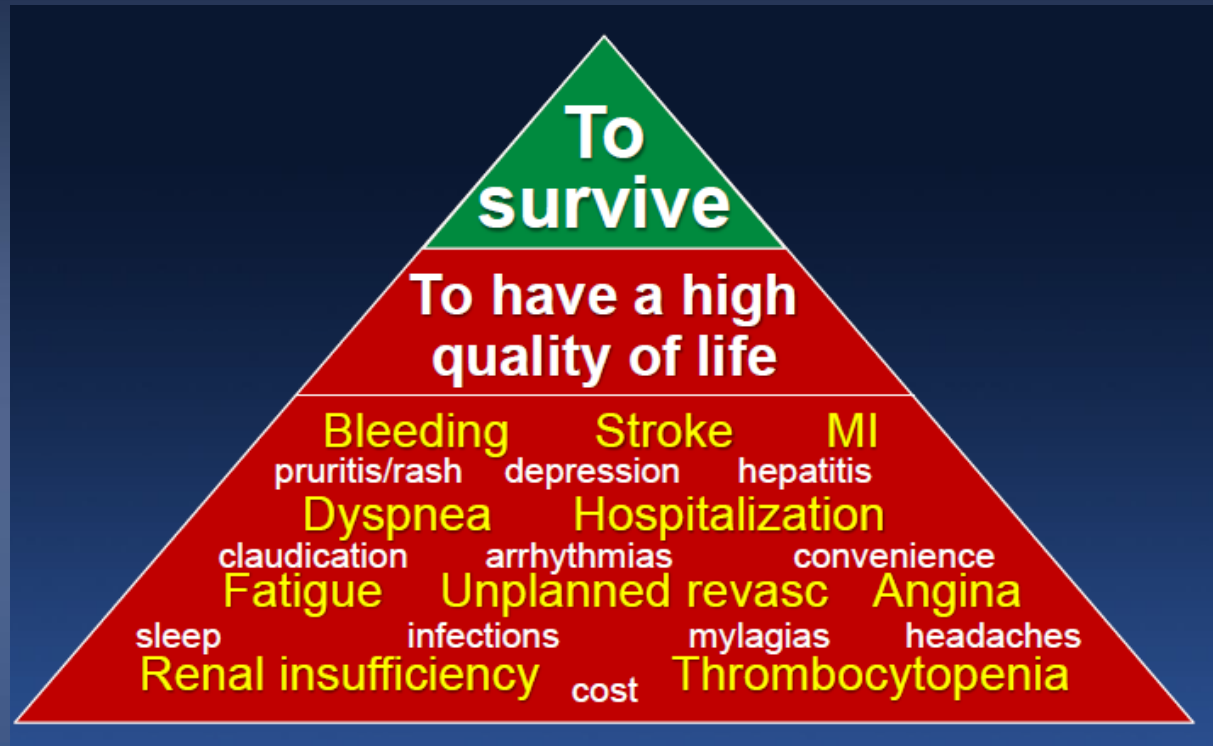 To
survive
To have a high
quality of life
Bleeding Stroke MI
pruritis/rash depression hepatitis
Dyspnea Hospitalization
claudication arrhythmias convenience
Fatigue Unplanned revasc Angina
sleep infections mylagias headaches
Renal insufficiency cost Thrombocytopenia